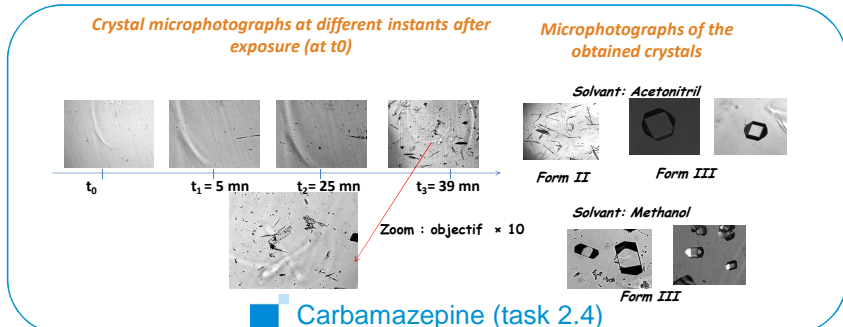 Crystal microphotographs at different instants after
exposure (at t0)
Microphotographs of the
obtained crystals
Solvant: Acetonitril
t0
t1 = 5 mn
t2 = 25 mn
t3 = 39 mn
Form II
Form III
Zoom : objectif × 10
Solvant: Methanol
Form III
Carbamazepine (task 2.4)